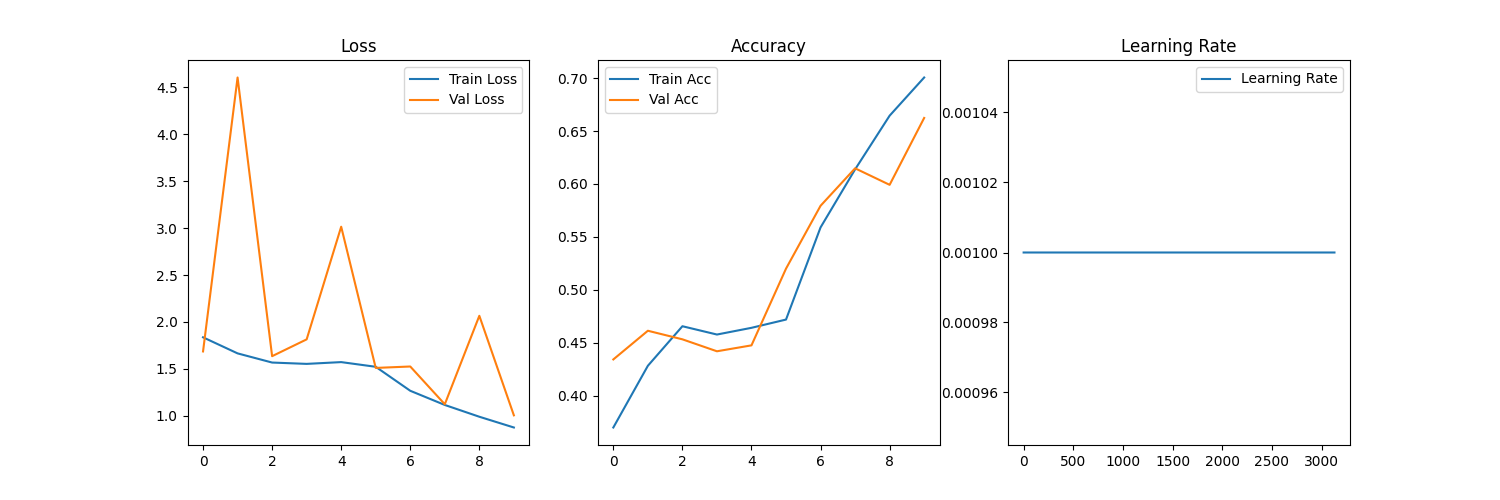 Loss
Train Loss
Val Loss
4.5
4.0
3.5
3.0
2.5
2.0
1.5
1.0
0 2 4 6 8
Accuracy
Train Acc
Val Acc
0.70
0.65
0.60
0.55
0.50
0.45
0.40
0 2 4 6 8
Learning Rate
Learning Rate
0.00104
0.00102
0.00100
0.00098
0.00096
0 500 1000 1500 2000 2500 3000